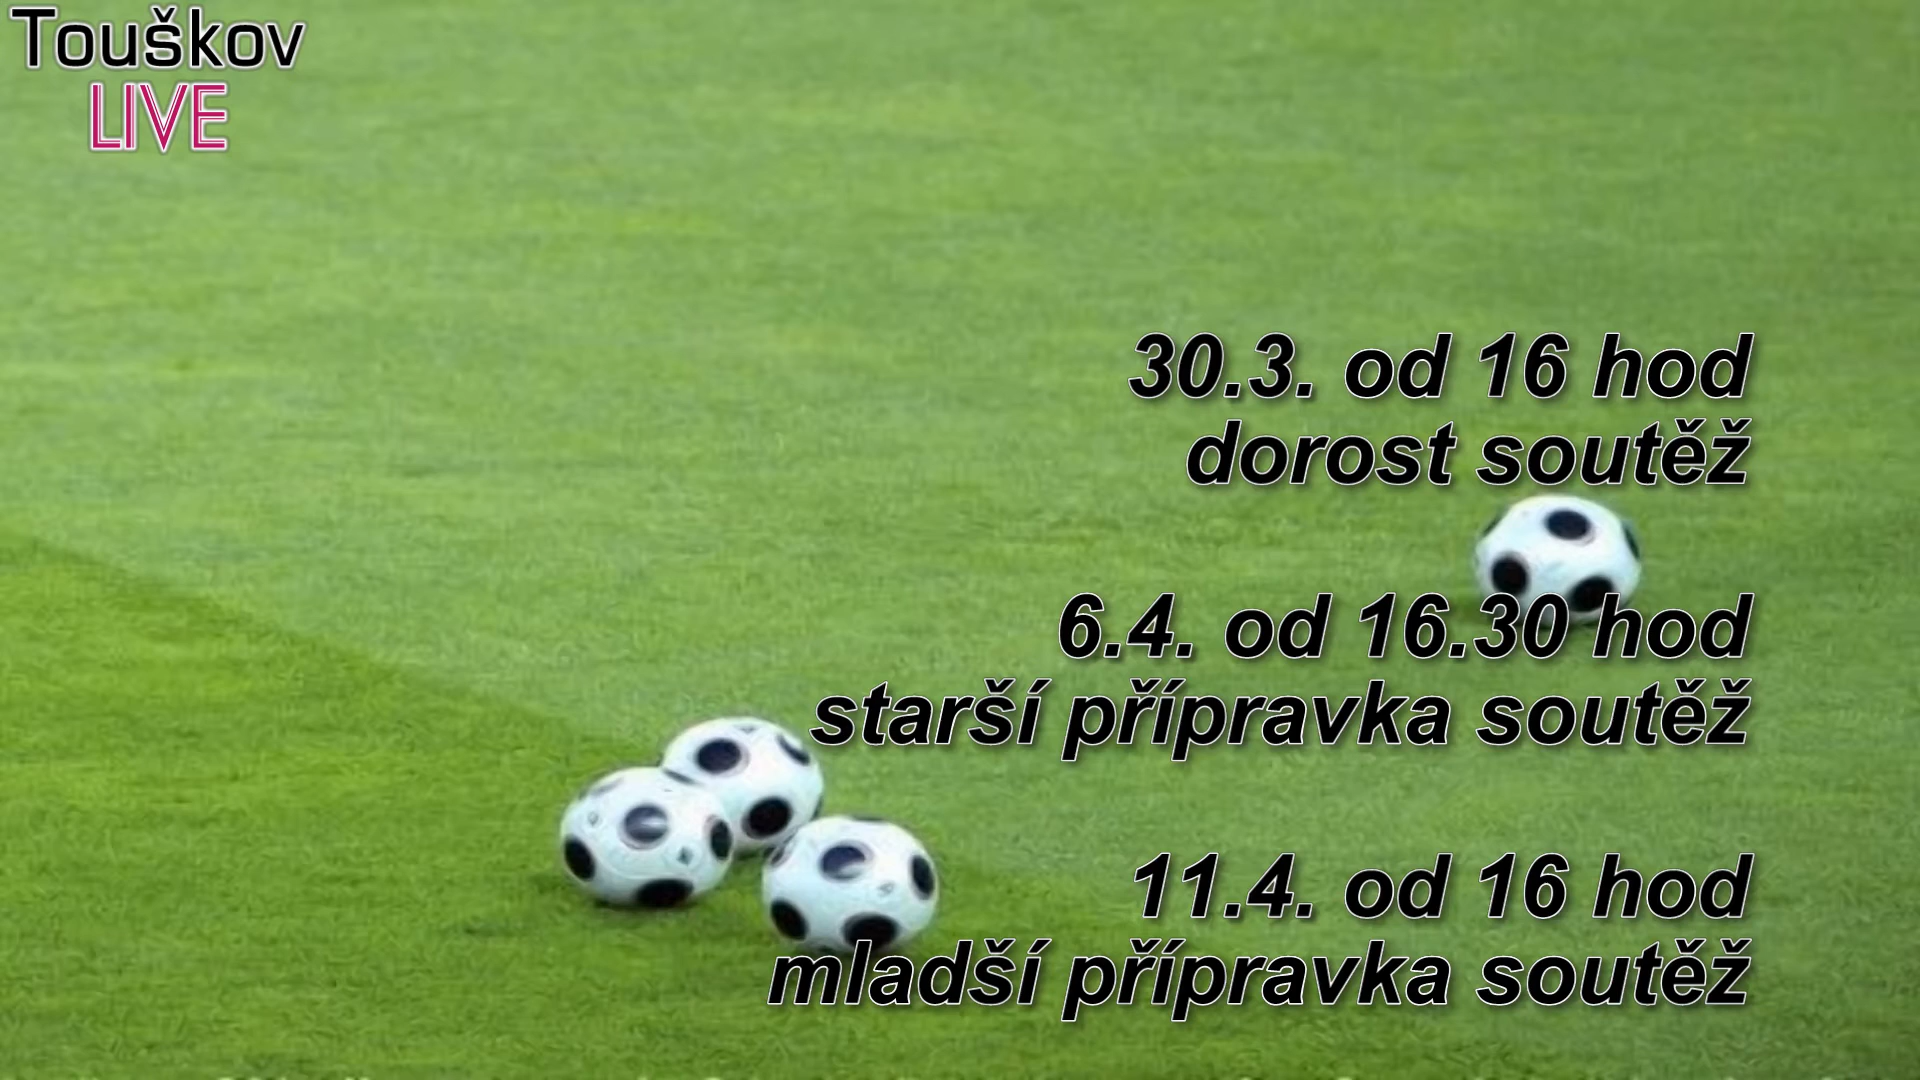 Touškov
LIVE
30.3. od 16 hod
dorost soutěž
6.4. od 16.30 hod
starší přípravka soutěž
11.4. od 16 hod
mladší přípravka soutěž